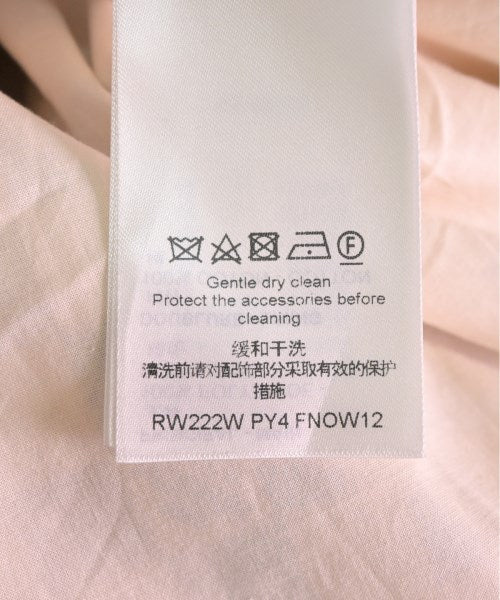 F
Gentle dry clean
Protect the accessories before
cleaning
缓和干洗
清洗前请对配饰部分采取有效的保护
措施
RW222W PY4 FNOW12